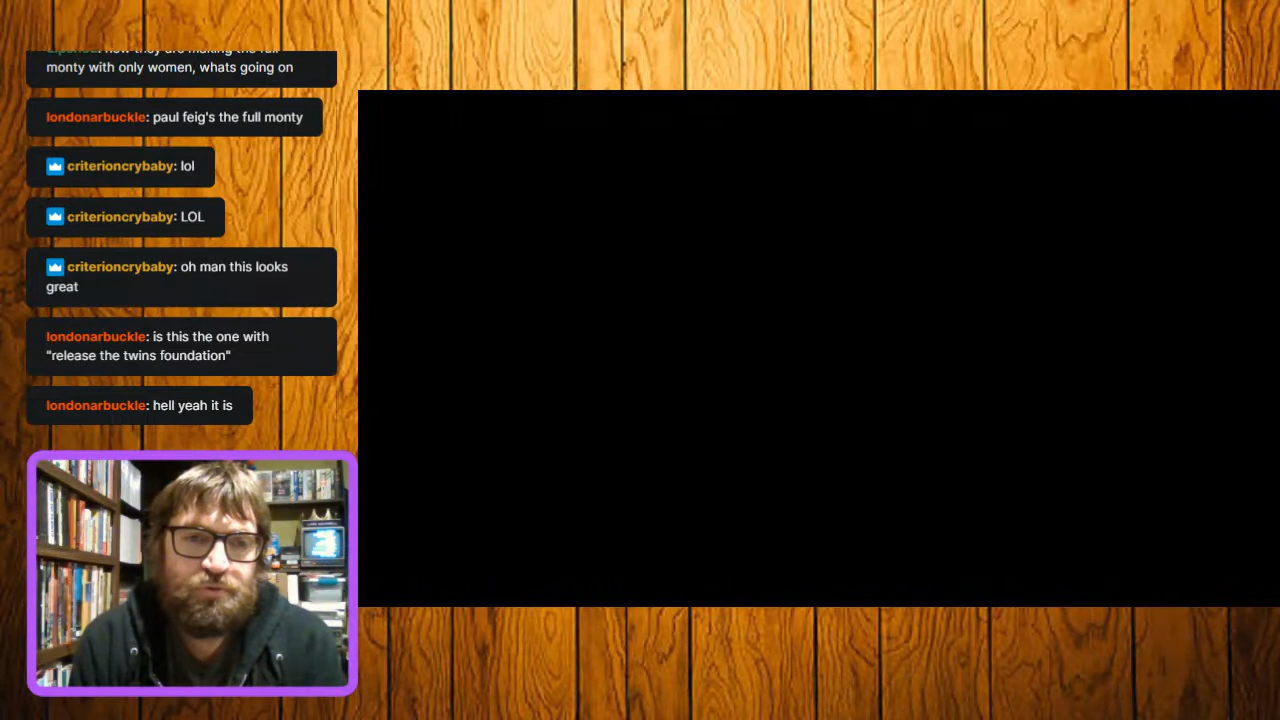 monty with only women, whats going on
londonarbuckle: paul feig's the full monty
criterioncrybaby: lol
criterioncrybaby: LOL
criterioncrybaby: oh man this looks
great
londonarbuckle: is this the one with
"release the twins foundation"
londonarbuckle: hell yeah it is